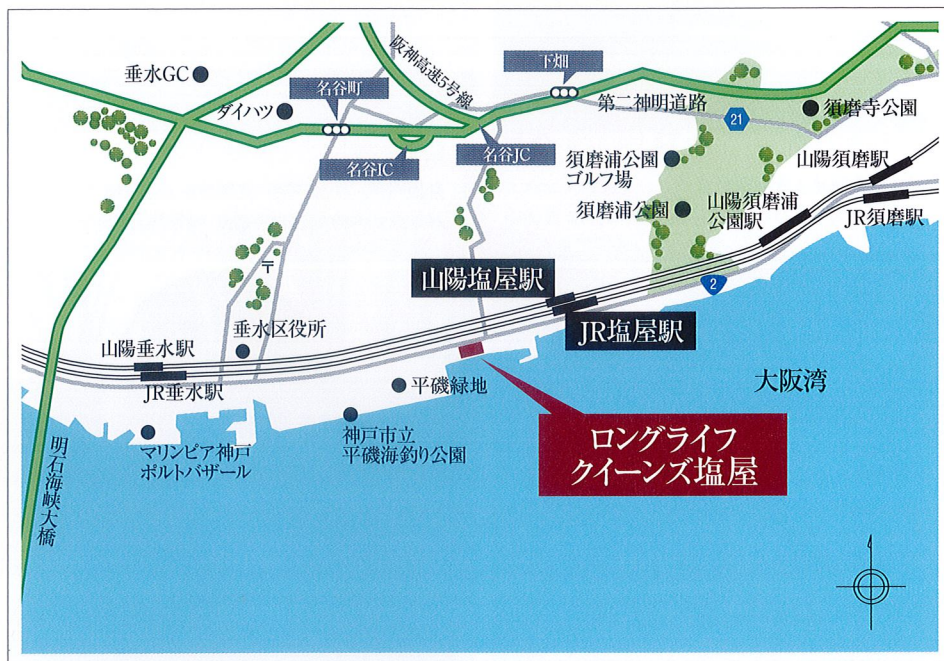 垂水GC
ダイハツ
名谷町
阪神高速5号線
下畑
第二神明道路
21
須磨寺公園
名谷IC
名谷JC
須磨浦公園
ゴルフ場
山陽須磨駅
須磨浦公園
山陽須磨浦
公園駅
JR須磨駅
〒
山陽塩屋駅
2
JR塩屋駅
垂水区役所
山陽垂水駅
JR垂水駅
平磯緑地
大阪湾
マリンピア神戸
ポルトバザール
神戸市立
平磯海釣り公園
ロングライフ
クイーンズ塩屋
明石海峡大橋